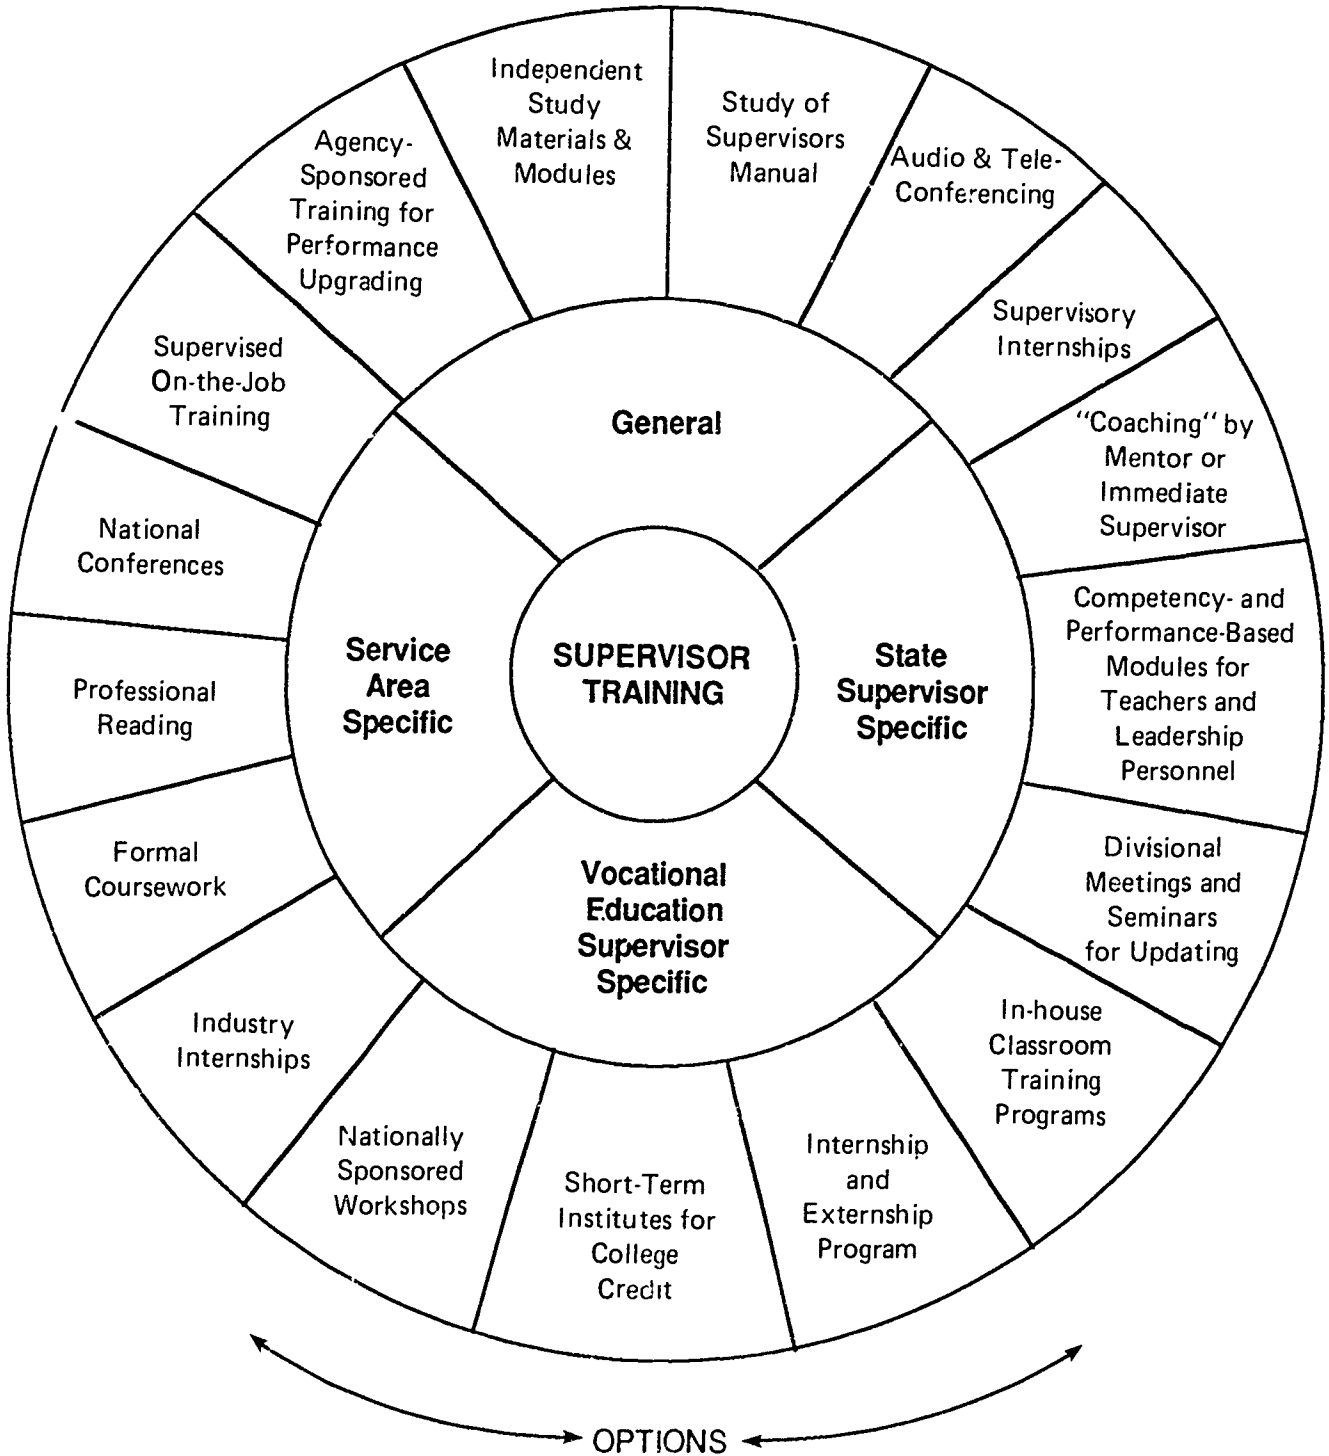 Independent
Study
Materials &
Modules
Study of
Supervisors
Manual
Audio & Tele-
Conferencing
Supervisory
Internships
"Coaching" by
Mentor or
Immediate
Supervisor
Competency- and
Performance-Based
Modules for
Teachers and
Leadership
Personnel
Divisional
Meetings and
Seminars
for Updating
In-house
Classroom
Training
Programs
Internship
and
Externship
Program
Short-Term
Institutes for
College
Credit
Nationally
Sponsored
Workshops
Industry
Internships
Formal
Coursework
Professional
Reading
National
Conferences
Supervised
On-the-Job
Training
Agency-
Sponsored
Training for
Performance
Upgrading
General
State
Supervisor
Specific
Vocational
Education
Supervisor
Specific
Service
Area
Specific
SUPERVISOR
TRAINING
OPTIONS